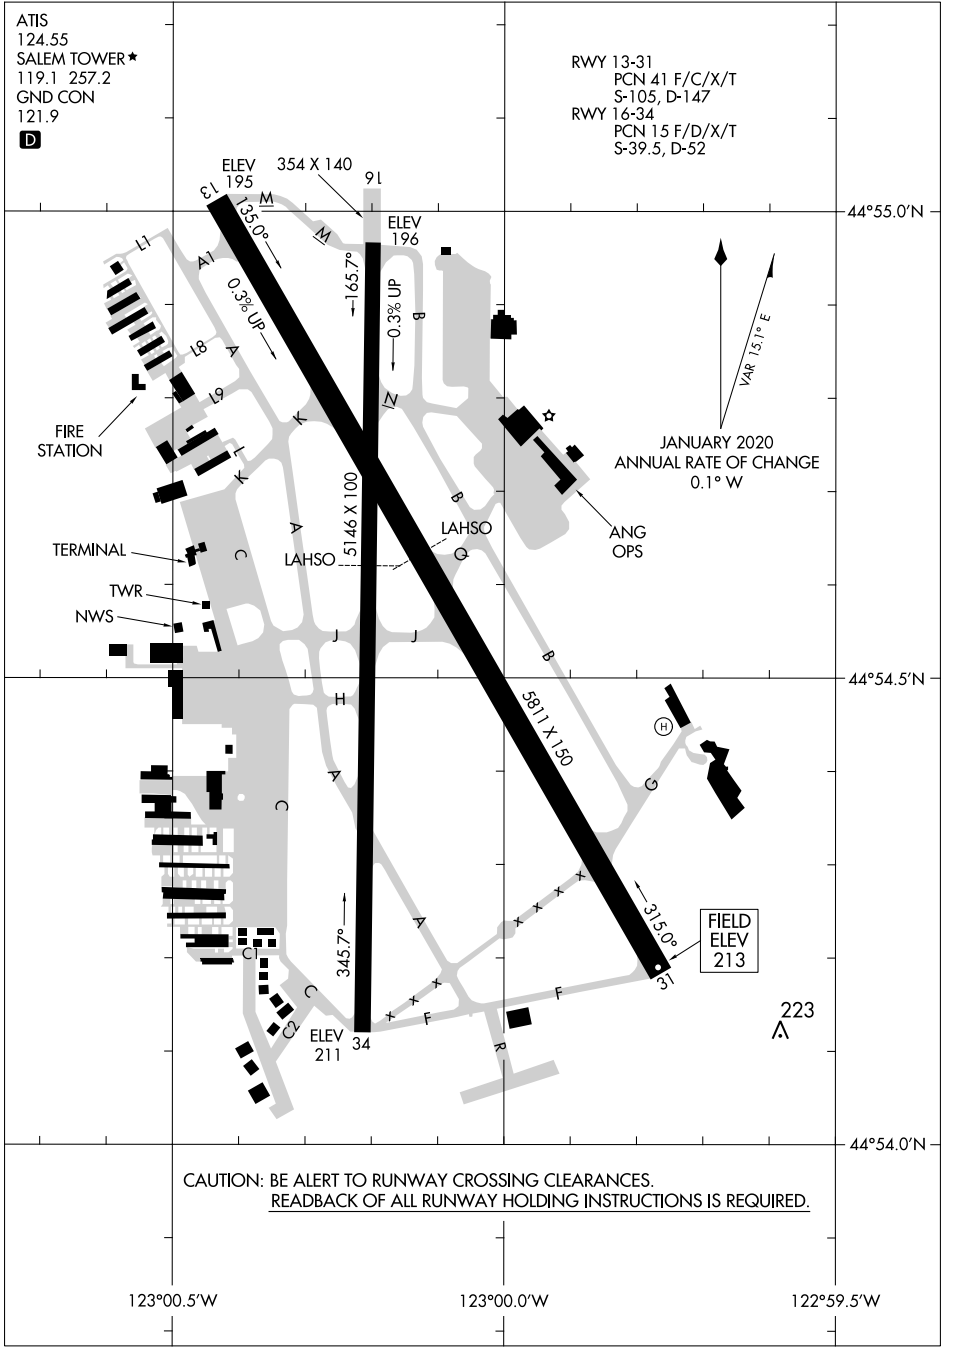 ATIS
124.55
SALEM TOWER★
119.1 257.2
GND CON
121.9
D
RWY 13-31
PCN 41 F/C/X/T
S-105, D-147
RWY 16-34
PCN 15 F/D/X/T
S-39.5, D-52
ELEV
195
354 X 140
13
16
M
M
ELEV
196
44°55.0'N
L1
A1
135.0°
0.3% UP
165.7°
0.3% UP
B
VAR 15.1° E
L8
A
L9
K
N
FIRE
STATION
L
K
JANUARY 2020
ANNUAL RATE OF CHANGE
0.1° W
5146 X 100
B
A
C
LAHSO
LAHSO
Q
ANG
OPS
TERMINAL
TWR
NWS
J
J
B
44°54.5'N
H
5811 X 150
H
A
C
G
A
345.7°
315.0°
FIELD
ELEV
213
31
C1
C
C2
x
x
x
x
x
x
x
F
F
R
ELEV
211
34
223
44°54.0'N
CAUTION: BE ALERT TO RUNWAY CROSSING CLEARANCES.
READBACK OF ALL RUNWAY HOLDING INSTRUCTIONS IS REQUIRED.
123°00.5'W
123°00.0'W
122°59.5'W